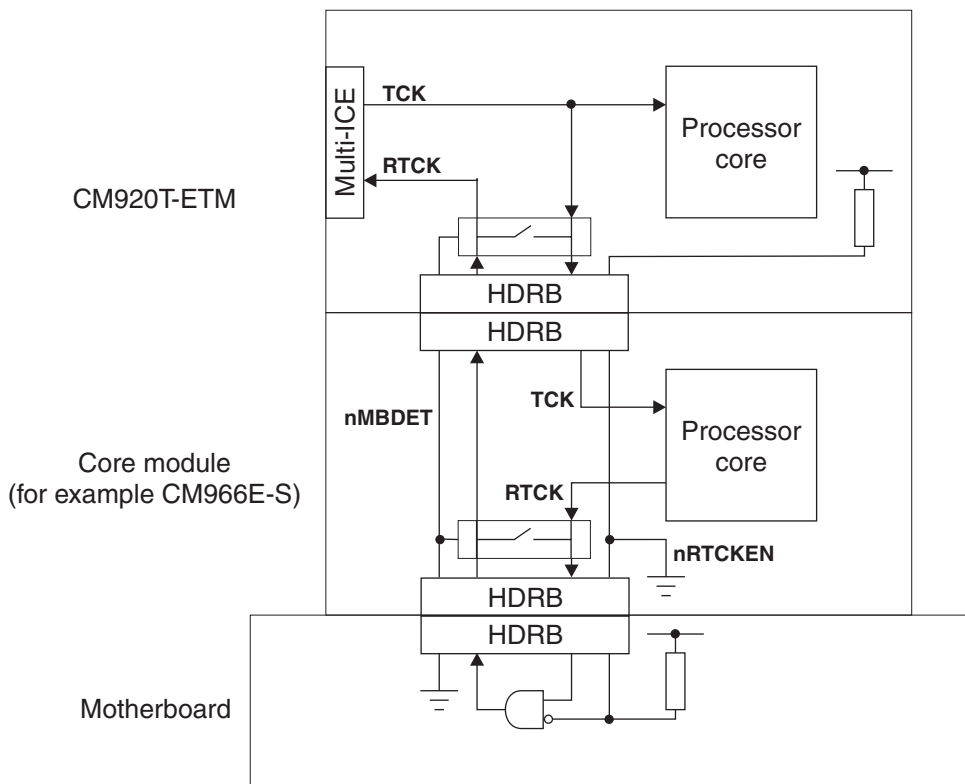 Multi-ICE
TCK
RTCK
Processor
core
CM920T-ETM
HDRB
HDRB
TCK
nMBDET
Processor
core
Core module
(for example CM966E-S)
RTCK
nRTCKEN
HDRB
HDRB
Motherboard